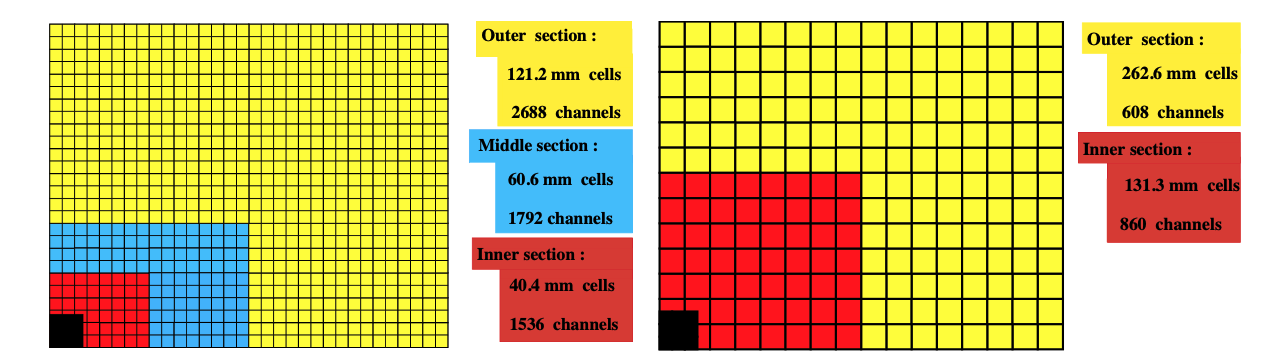 Outer section :
121.2 mm cells
2688 channels
Middle section :
60.6 mm cells
1792 channels
Inner section :
40.4 mm cells
1536 channels
Outer section :
262.6 mm cells
608 channels
Inner section :
131.3 mm cells
860 channels